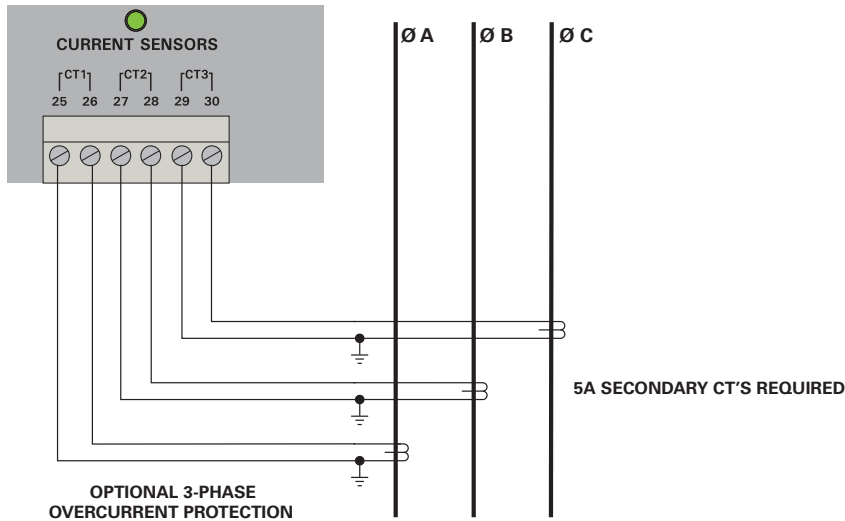 CURRENT SENSORS
CT1 CT2 CT3
25 26 27 28 29 30
Ø A Ø B Ø C
5A SECONDARY CT'S REQUIRED
OPTIONAL 3-PHASE
OVERCURRENT PROTECTION